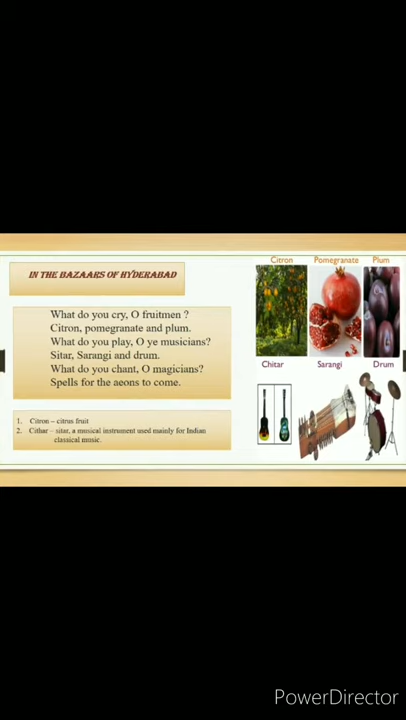 IN THE BAZAARS OF HYDERABAD
What do you cry, O fruitmen ?
Citron, pomegranate and plum.
What do you play, O ye musicians?
Sitar, Sarangi and drum.
What do you chant, O magicians?
Spells for the aeons to come.
1. Citron – citrus fruit
2. Cithar – sitar, a musical instrument used mainly for Indian
classical music.
Citron Pomegranate Plum
Chitar Sarangi Drum
PowerDirector